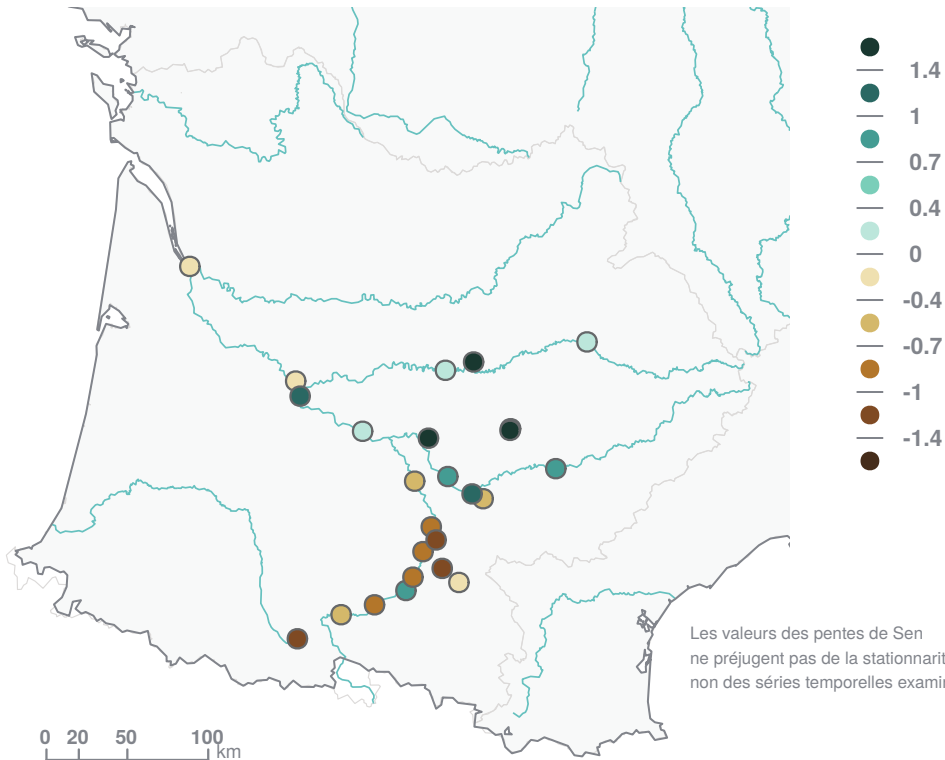 1.4
1
0.7
0.4
0
-0.4
-0.7
-1
-1.4
Les valeurs des pentes de Sen
ne préjugent pas de la stationnarit
non des séries temporelles examin
0 20 50 100
km